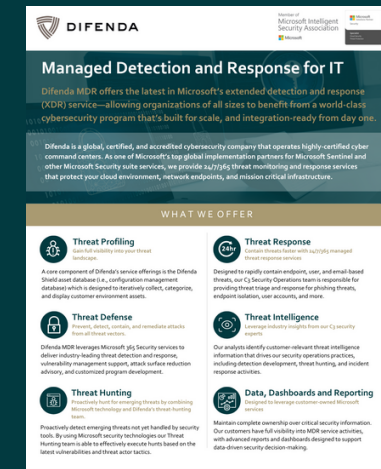 DIFENDA
Member of
Microsoft Intelligent
Security Association
Microsoft
Microsoft
Managed Detection and Response for IT
Difenda MDR offers the latest in Microsoft's extended detection and response
(XDR) service—allowing organizations of all sizes to benefit from a world-class
cybersecurity program that's built for scale, and integration-ready from day one.
Difenda is a global, certified, and accredited cybersecurity company that operates highly-certified cyber
command centers. As one of Microsoft's top global implementation partners for Microsoft Sentinel and
other Microsoft Security suite services, we provide 24/7/365 threat monitoring and response services
that protect your cloud environment, network endpoints, and mission critical infrastructure.
WHAT WE OFFER
Threat Profiling
Gain full visibility into your threat
landscape.
A core component of Difenda's service offerings is the Difenda
Shield asset database (i.e., configuration management
database) which is designed to iteratively collect, categorize,
and display customer environment assets.
Threat Defense
Prevent, detect, contain, and remediate attacks
from all threat vectors.
Difenda MDR leverages Microsoft 365 Security services to
deliver industry-leading threat detection and response,
vulnerability management support, attack surface reduction
advisory, and customized program development.
Threat Hunting
Proactively hunt for emerging threats by combining
Microsoft technology and Difenda's threat-hunting
team.
Proactively detect emerging threats not yet handled by security
tools. By using Microsoft security technologies our Threat
Hunting team is able to effectively execute hunts based on the
latest vulnerabilities and threat actor tactics.
24hr
Threat Response
Contain threats faster with 24/7/365 managed
threat response services
Designed to rapidly contain endpoint, user, and email-based
threats, our C3 Security Operations team is responsible for
providing threat triage and response for phishing threats,
endpoint isolation, user accounts, and more.
Threat Intelligence
Leverage industry insights from our C3 security
experts
Our analysts identify customer-relevant threat intelligence
information that drives our security operations practices,
including detection development, threat hunting, and incident
response activities.
Data, Dashboards and Reporting
Designed to leverage customer-owned Microsoft
services
Maintain complete ownership over critical security information.
Our customers have full visibility into MDR service activities,
with advanced reports and dashboards designed to support
data-driven security decision-making.